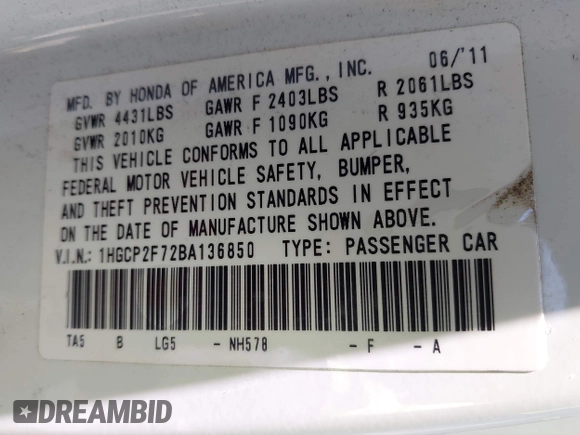 MFD. BY HONDA OF AMERICA MFG., INC. 06/'11
GVWR 4431LBS GAWR F 2403LBS R 2061LBS
GVWR 2010KG GAWR F 1090KG R 935KG
THIS VEHICLE CONFORMS TO ALL APPLICABLE
FEDERAL MOTOR VEHICLE SAFETY, BUMPER,
AND THEFT PREVENTION STANDARDS IN EFFECT
ON THE DATE OF MANUFACTURE SHOWN ABOVE.
V.I.N.: 1HGCP2F72BA136850 TYPE: PASSENGER CAR
TA5 B LG5 - NH578 - F - A
DREAMBID